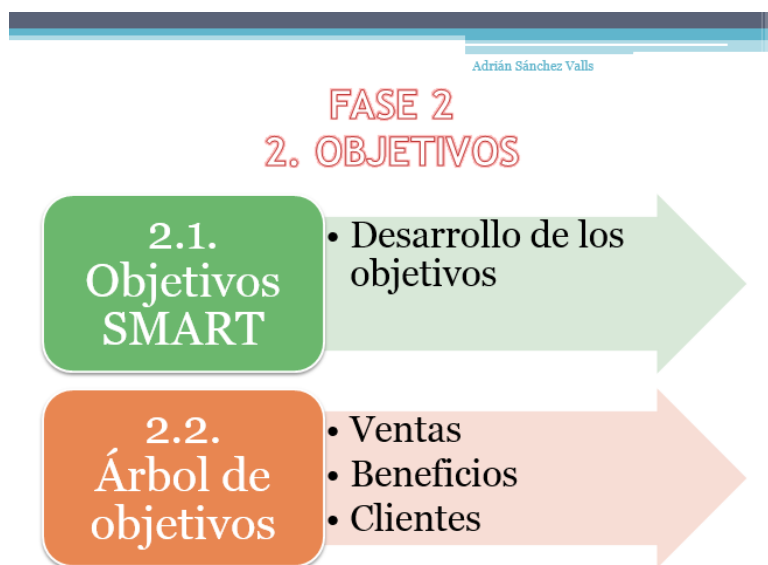 Adrián Sánchez Valls
FASE 2
2. OBJETIVOS
2.1.
Objetivos
SMART
• Desarrollo de los
objetivos
2.2.
Árbol de
objetivos
• Ventas
• Beneficios
• Clientes